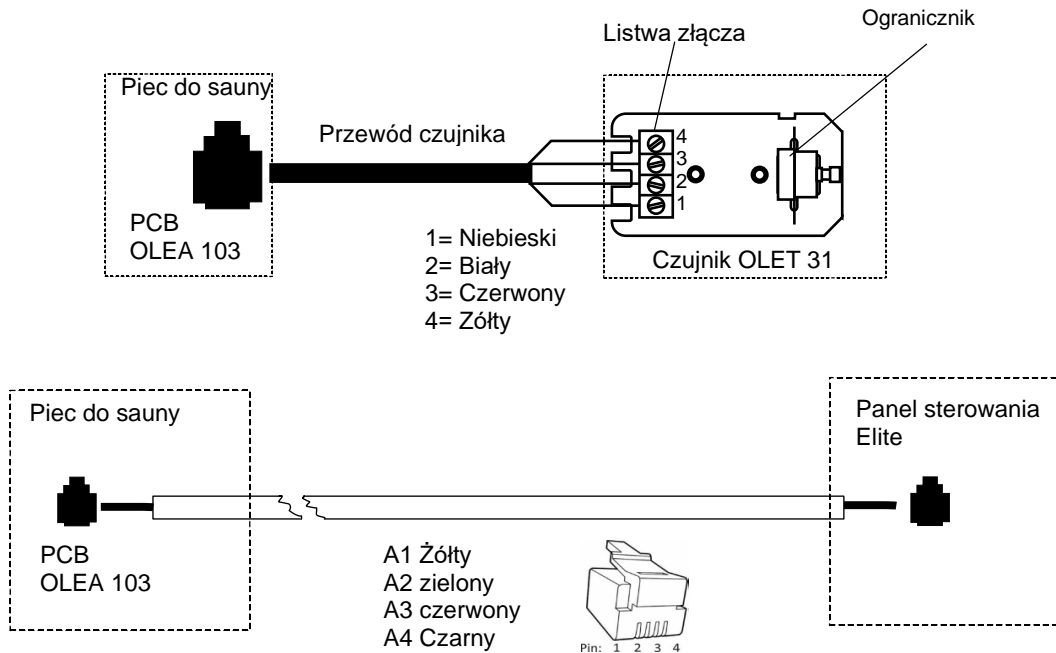 Ogranicznik
Listwa złącza
Piec do sauny
Przewód czujnika
4
3
2
1
PCB
OLEA 103
1= Niebieski
2= Biały
3= Czerwony
4= Zółty
Czujnik OLET 31
Piec do sauny
Panel sterowania
Elite
PCB
OLEA 103
A1 Żółty
A2 zielony
A3 czerwony
A4 Czarny
Pin: 1 2 3 4